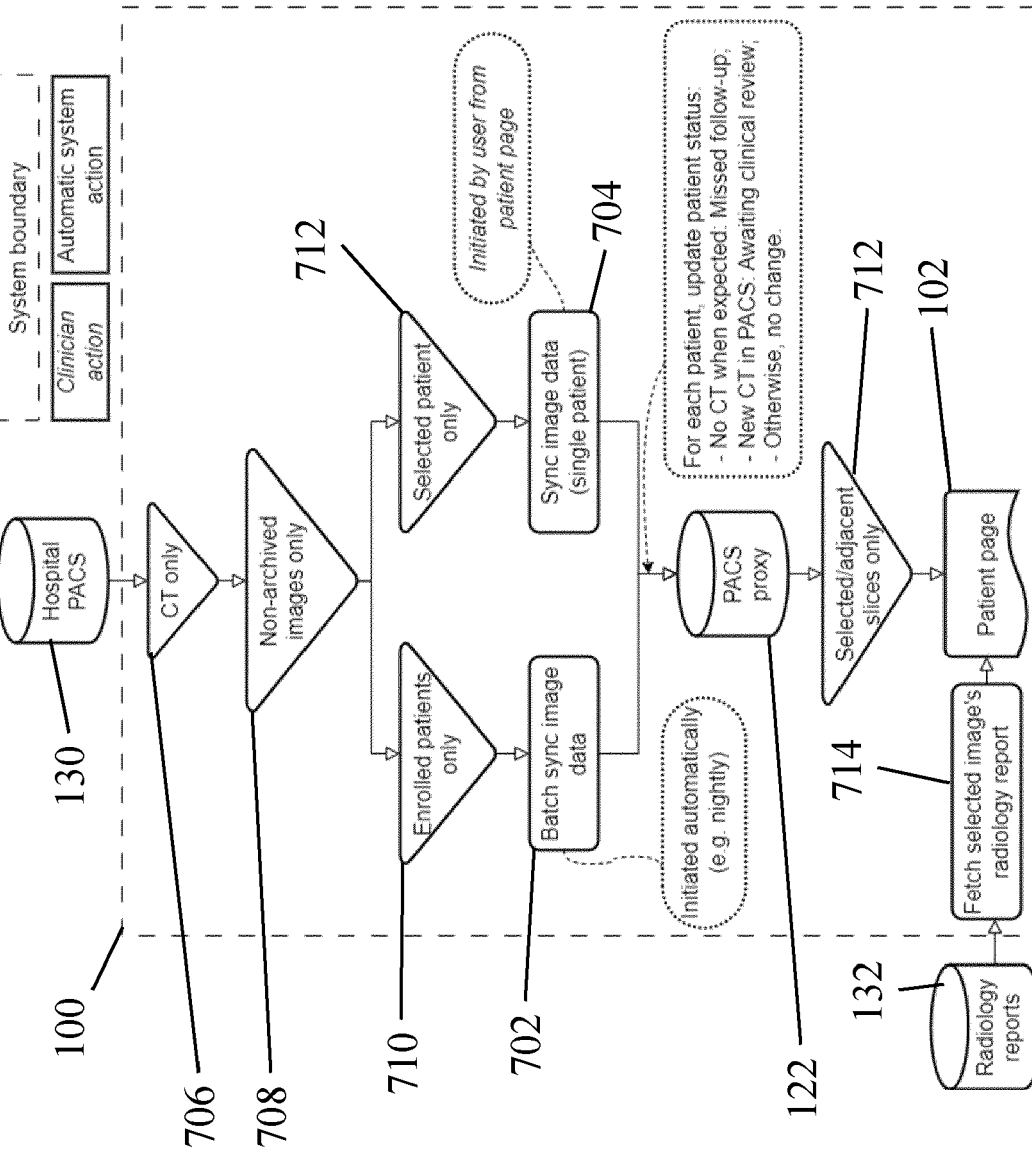 System boundary
Clinician
action
Automatic system
action
Hospital
PACS
130
100
CT only
706
Non-archived
images only
708
Enrolled patients
only
710
Selected patient
only
712
Batch sync image
data
702
Sync image data
(single patient)
704
Initiated automatically
(e.g. nightly)
Initiated by user from
patient page
PACS
proxy
122
For each patient, update patient status:
- No CT when expected: Missed follow-up;
- New CT in PACS: Awaiting clinical review;
- Otherwise, no change.
Selected/adjacent
slices only
712
Radiology
reports
132
Fetch selected image's
radiology report
714
Patient page
102